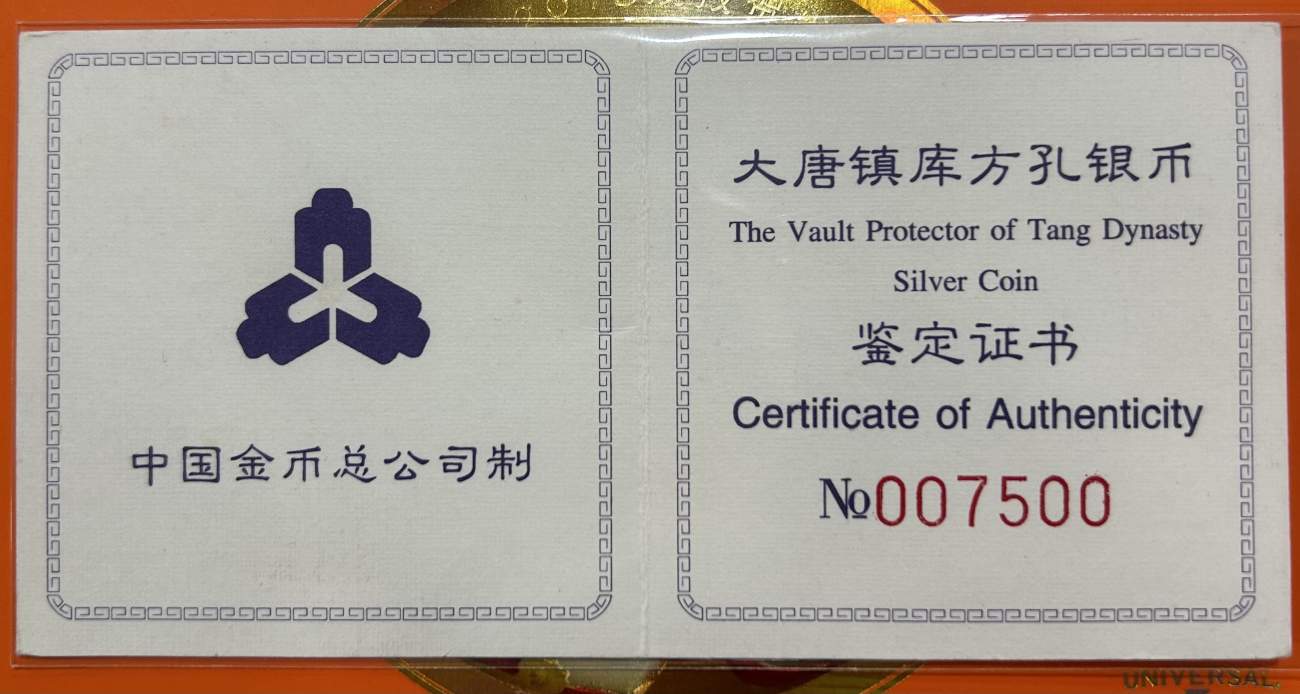 中国金币总公司制
大唐镇库方孔银币
The Vault Protector of Tang Dynasty
Silver Coin
鉴定证书
Certificate of Authenticity
№007500
UNIVERSAL